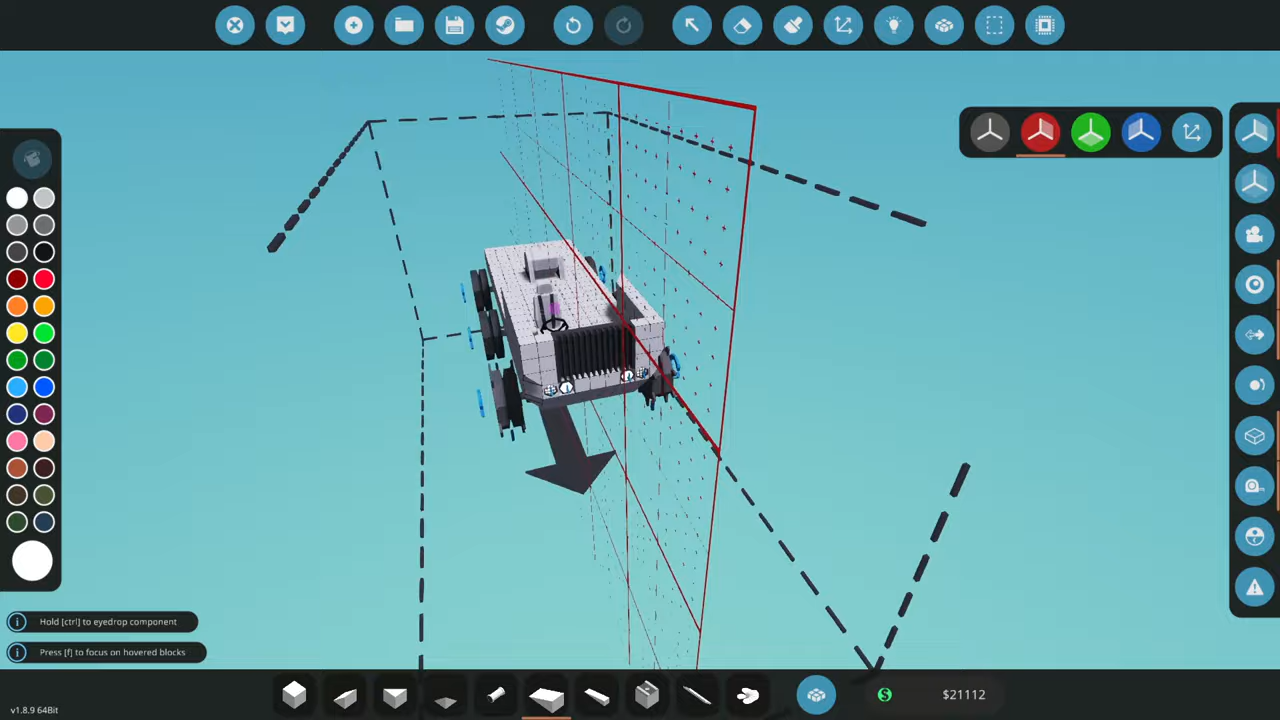 Hold [ctrl] to eyedrop component
Press [f] to focus on hovered blocks
v1.8.9 64Bit
$21112